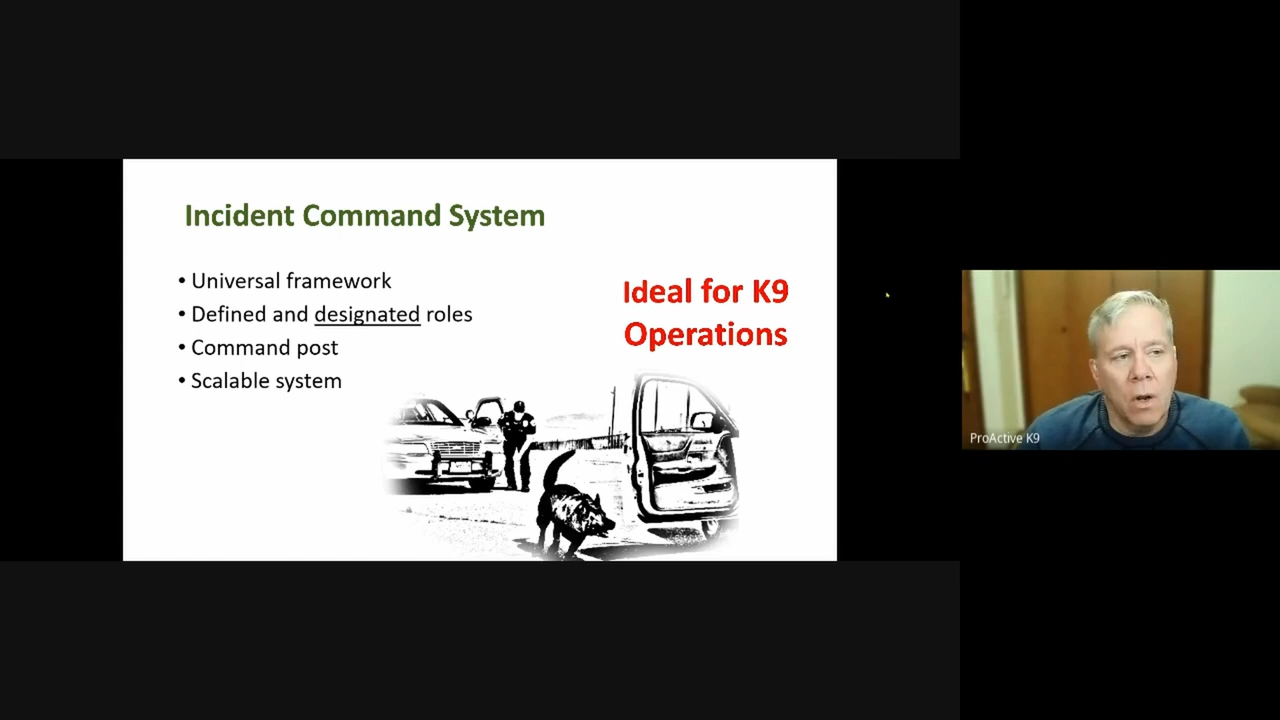 Incident Command System
• Universal framework
• Defined and designated roles
• Command post
• Scalable system
Ideal for K9
Operations
ProActive K9